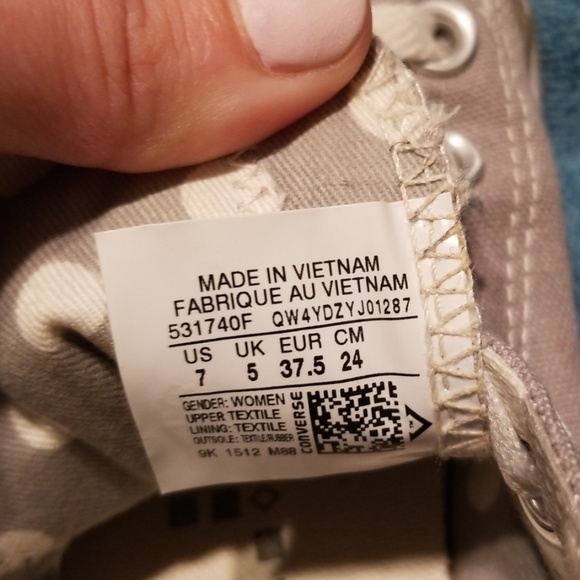 MADE IN VIETNAM
FABRIQUE AU VIETNAM
531740F QW4YDZYJ01287
US UK EUR CM
7 5 37.5 24
GENDER: WOMEN
UPPER: TEXTILE
LINING: TEXTILE
OUTSOLE: TEXTILE/RUBBER
9K 1512 M88
CONVERSE